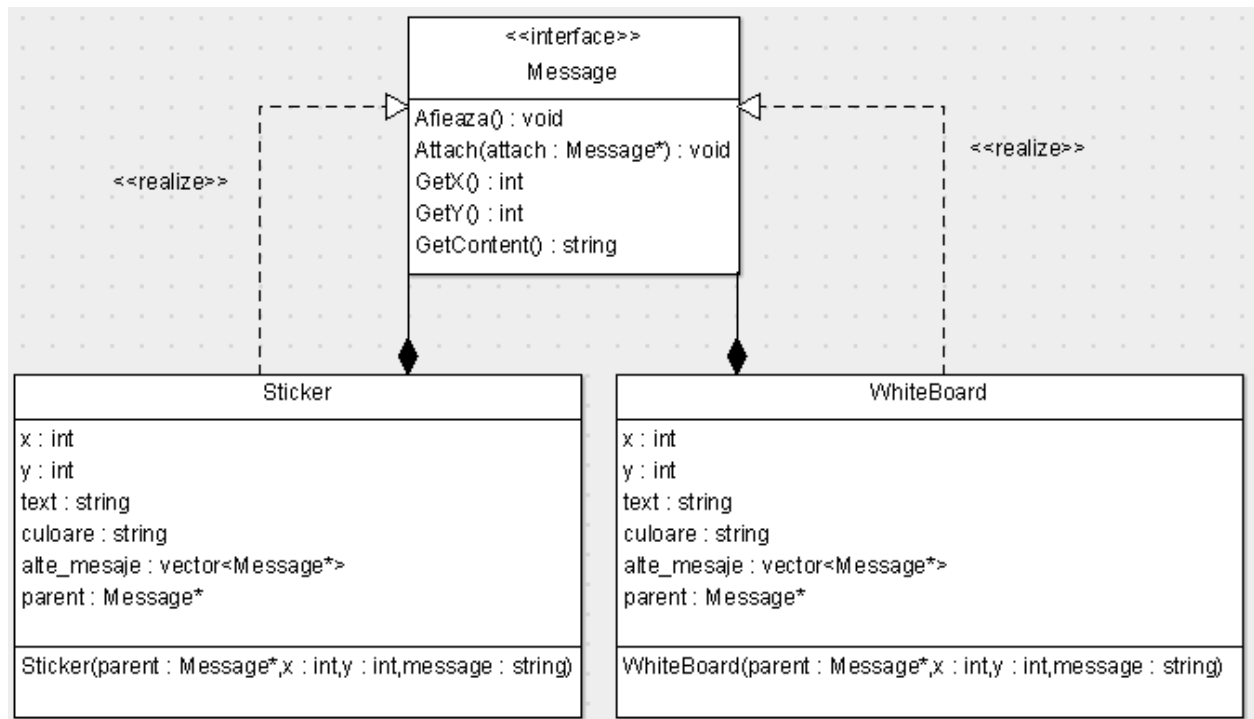 <<interface>>
Message
Afieaza() : void
Attach(attach : Message*) : void
GetX() : int
GetY() : int
GetContent() : string
<<realize>>
<<realize>>
Sticker
x : int
y : int
text : string
culoare : string
alte_mesaje : vector<Message*>
parent : Message*
Sticker(parent : Message*,x : int,y : int,message : string)
WhiteBoard
x : int
y : int
text : string
culoare : string
alte_mesaje : vector<Message*>
parent : Message*
WhiteBoard(parent : Message*,x : int,y : int,message : string)